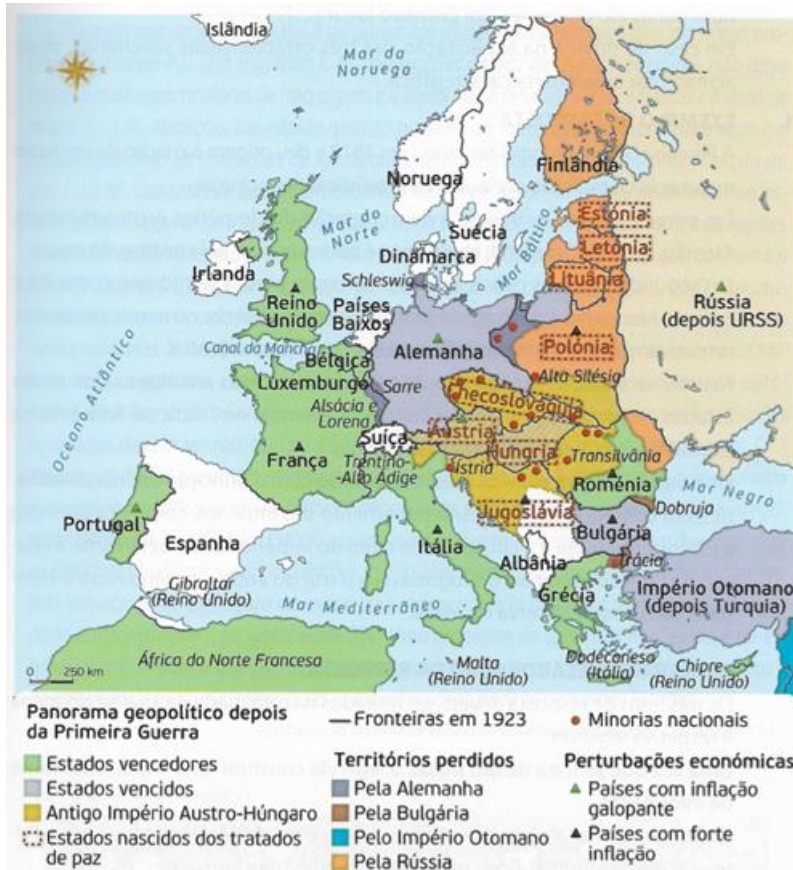 Islândia
Mar da
Noruega
Finlândia
Noruega
Suécia
Estónia
Letónia
Lituânia
Mar do
Norte
Mar Báltico
Dinamarca
Schleswig
Irlanda
Reino
Unido
Países
Baixos
Rússia
(depois URSS)
Canal da Mancha
Bélgica
Alemanha
Polónia
Luxemburgo
Sarre
Alta Silésia
Checoslováquia
Alsácia e
Lorena
Oceano Atlântico
Áustria
Suíça
Hungria
França
Trentino-
-Alto Ádige
Ístria
Transilvânia
Roménia
Mar Negro
Jugoslávia
Dobruja
Portugal
Espanha
Itália
Bulgária
Albânia
Trácia
Gibraltar
(Reino Unido)
Grécia
Império Otomano
(depois Turquia)
Mar Mediterrâneo
África do Norte Francesa
Malta
(Reino Unido)
Dodecaneso
(Itália)
Chipre
(Reino Unido)
0 250 km
Panorama geopolítico depois
da Primeira Guerra
Estados vencedores
Estados vencidos
Antigo Império Austro-Húngaro
Estados nascidos dos tratados
de paz
Fronteiras em 1923
Territórios perdidos
Pela Alemanha
Pela Bulgária
Pelo Império Otomano
Pela Rússia
Minorias nacionais
Perturbações económicas
Países com inflação
galopante
Países com forte
inflação